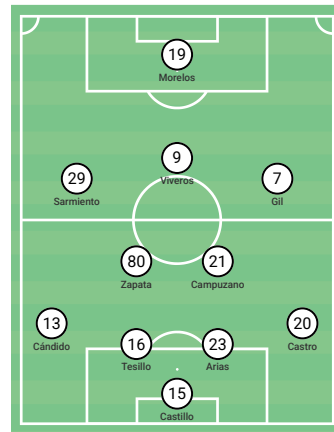 19
Morelos
9
Viveros
29
Sarmiento
7
Gil
80
Zapata
21
Campuzano
13
Cándido
20
Castro
16
Tesillo
23
Arias
15
Castillo